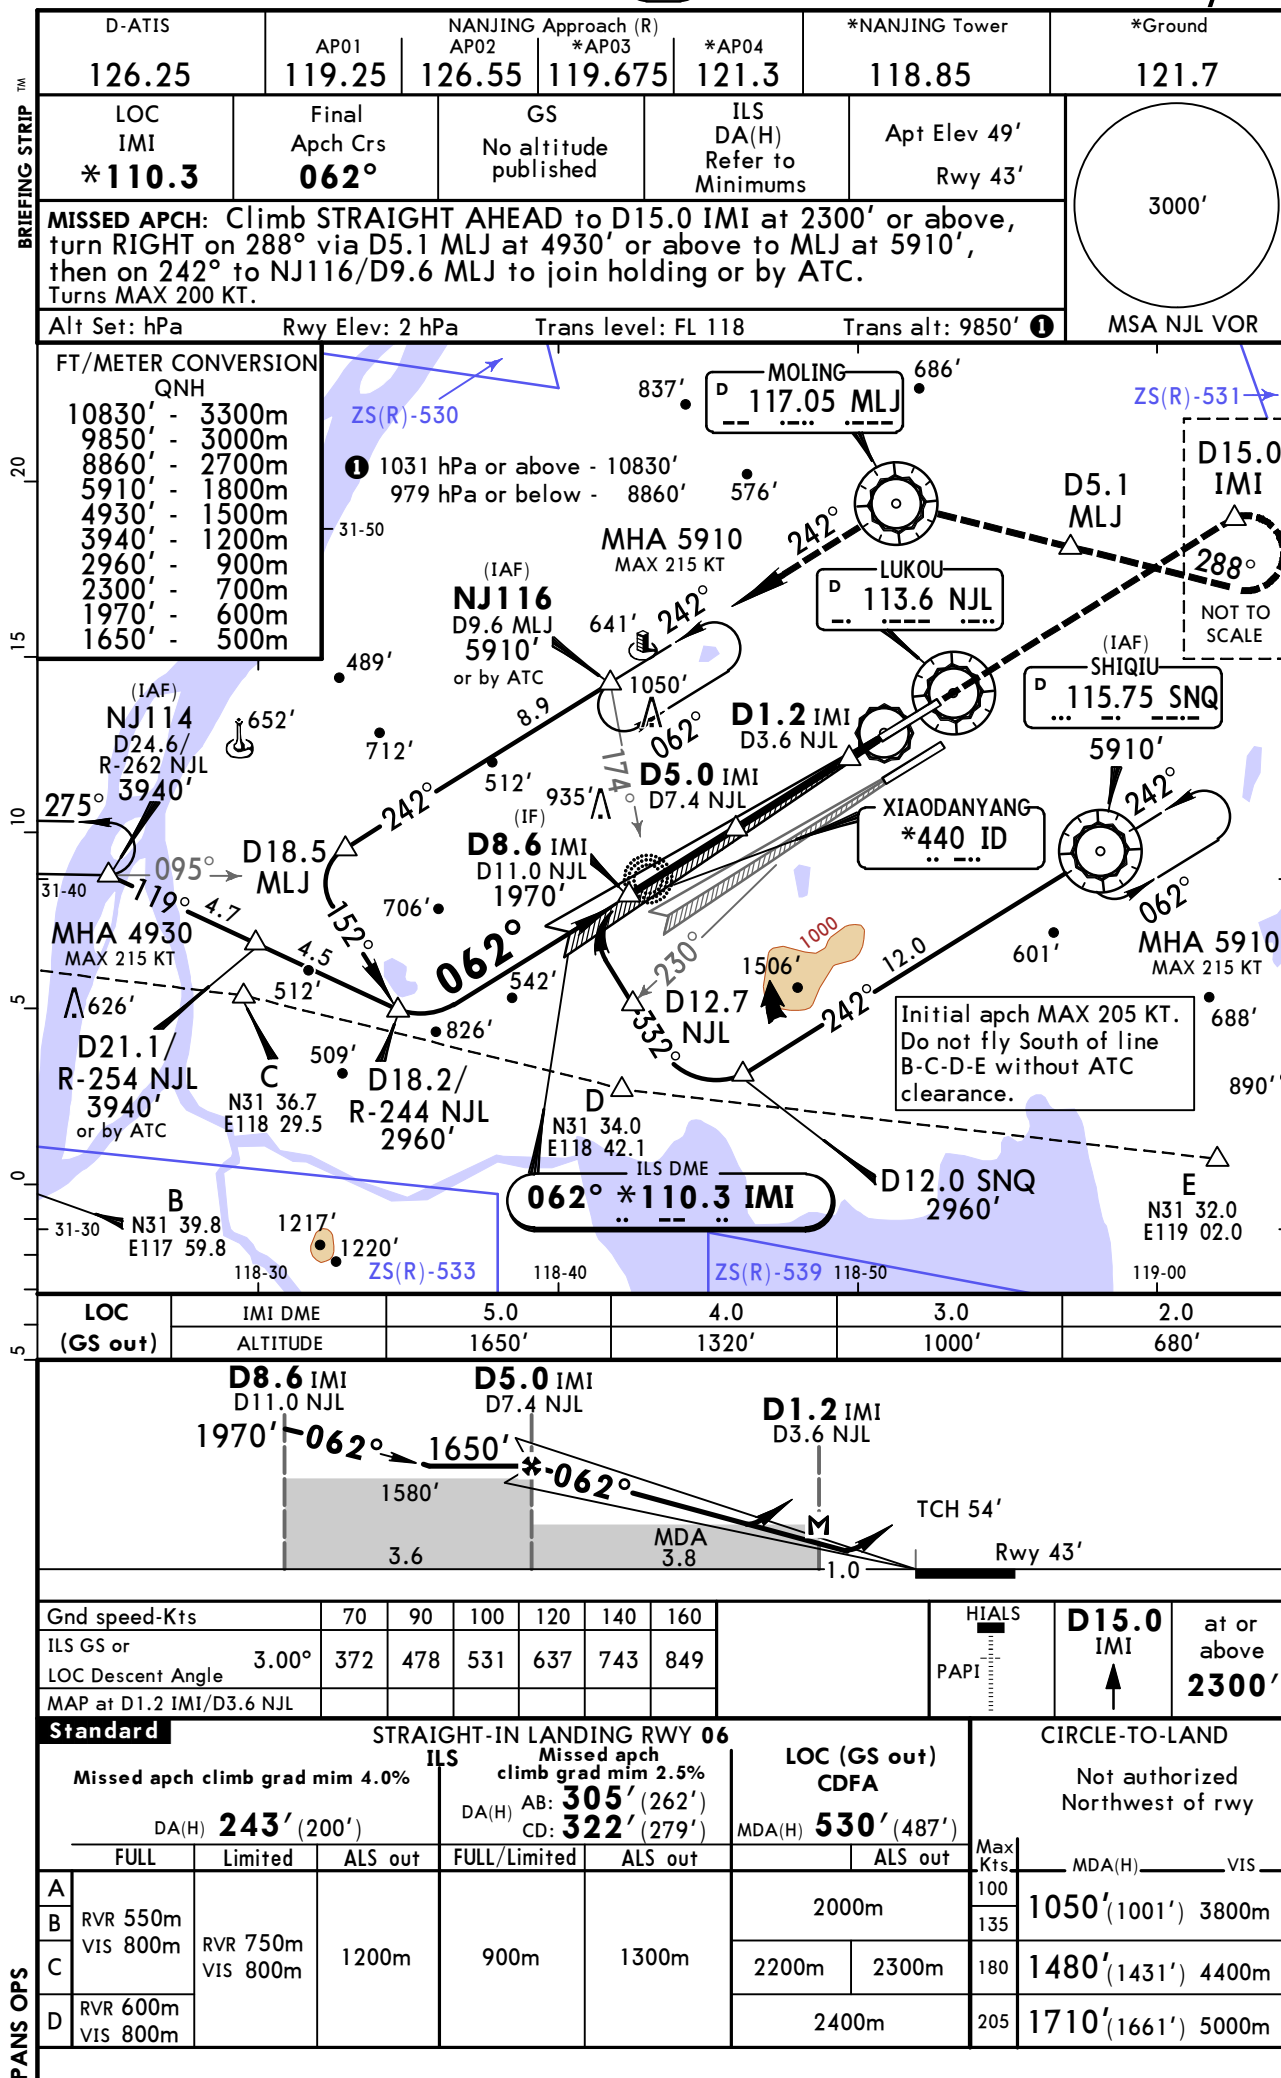 D-ATIS
126.25
NANJING Approach (R)
AP01 AP02 *AP03 *AP04
119.25 126.55 119.675 121.3
*NANJING Tower
118.85
*Ground
121.7
BRIEFING STRIP TM
LOC
IMI
*110.3
Final
Apch Crs
062°
GS
No altitude
published
ILS
DA(H)
Refer to
Minimums
Apt Elev 49'
Rwy 43'
3000'
MSA NJL VOR
MISSED APCH: Climb STRAIGHT AHEAD to D15.0 IMI at 2300' or above,
turn RIGHT on 288° via D5.1 MLJ at 4930' or above to MLJ at 5910',
then on 242° to NJ116/D9.6 MLJ to join holding or by ATC.
Turns MAX 200 KT.
Alt Set: hPa Rwy Elev: 2 hPa Trans level: FL 118 Trans alt: 9850' 1
FT/METER CONVERSION
QNH
10830' - 3300m
9850' - 3000m
8860' - 2700m
5910' - 1800m
4930' - 1500m
3940' - 1200m
2960' - 900m
2300' - 700m
1970' - 600m
1650' - 500m
ZS(R)-530
837'
MOLING
D 117.05 MLJ
686'
ZS(R)-531
1 1031 hPa or above - 10830'
979 hPa or below - 8860'
576'
31-50
D5.1
MLJ
D15.0
IMI
288°
NOT TO
SCALE
MHA 5910
MAX 215 KT
242°
(IAF)
NJ116
D9.6 MLJ
5910'
or by ATC
641'
242°
1050'
062°
LUKOU
D 113.6 NJL
(IAF)
SHIQIU
D 115.75 SNQ
5910'
242°
062°
MHA 5910
MAX 215 KT
489'
(IAF)
NJ114
D24.6/
R-262 NJL
3940'
652'
712'
8.9
512'
935'
174°
D1.2 IMI
D3.6 NJL
D5.0 IMI
D7.4 NJL
275°
095°
242°
D18.5
MLJ
(IF)
D8.6 IMI
D11.0 NJL
1970'
XIAODANYANG
*440 ID
31-40
119°
4.7
MHA 4930
MAX 215 KT
706'
152°
062°
4.5
512'
542'
230°
1000
1506'
12.0
242°
601'
688'
890'
626'
D21.1/
R-254 NJL
3940'
or by ATC
C
N31 36.7
E118 29.5
509'
826'
D18.2/
R-244 NJL
2960'
D12.7
NJL
332°
Initial apch MAX 205 KT.
Do not fly South of line
B-C-D-E without ATC
clearance.
D
N31 34.0
E118 42.1
ILS DME
062° *110.3 IMI
D12.0 SNQ
2960'
E
N31 32.0
E119 02.0
B
N31 39.8
E117 59.8
31-30
1217'
1220'
118-30
ZS(R)-533
118-40
ZS(R)-539
118-50
119-00
20
15
10
5
0
5
LOC
(GS out)
IMI DME 5.0 4.0 3.0 2.0
ALTITUDE 1650' 1320' 1000' 680'
D8.6 IMI
D11.0 NJL
D5.0 IMI
D7.4 NJL
D1.2 IMI
D3.6 NJL
1970' 062° 1650' 062°
1580'
M
TCH 54'
MDA
3.6 3.8 1.0
Rwy 43'
Gnd speed-Kts 70 90 100 120 140 160
ILS GS or
LOC Descent Angle 3.00° 372 478 531 637 743 849
MAP at D1.2 IMI/D3.6 NJL
HIALS
PAPI
D15.0
IMI
at or
above
2300'
Standard STRAIGHT-IN LANDING RWY 06
ILS
Missed apch climb grad mim 4.0%
DA(H) 243' (200')
Missed apch
climb grad mim 2.5%
DA(H) AB: 305' (262')
CD: 322' (279')
LOC (GS out)
CDFA
MDA(H) 530' (487')
CIRCLE-TO-LAND
Not authorized
Northwest of rwy
FULL Limited ALS out FULL/Limited ALS out ALS out
Max
Kts MDA(H) VIS
A
B
C
D
RVR 550m
VIS 800m
RVR 600m
VIS 800m
RVR 750m
VIS 800m
1200m
900m
1300m
2000m
2200m 2300m
2400m
100
135
1050' (1001') 3800m
180 1480' (1431') 4400m
205 1710' (1661') 5000m
PANS OPS